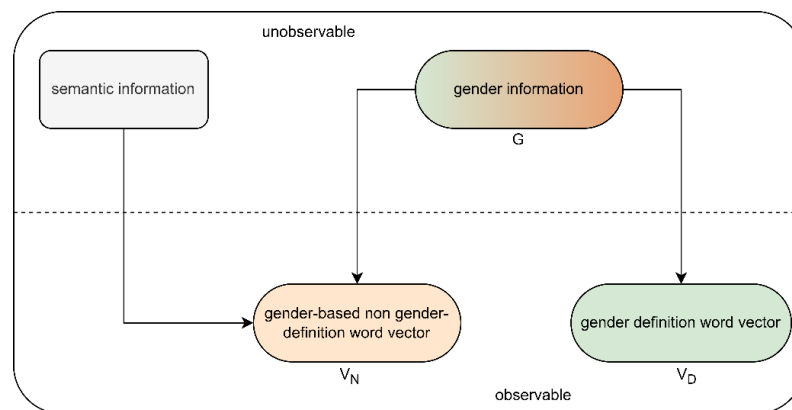 unobservable
semantic information
gender information
G
gender-based non gender-
definition word vector
V_N
gender definition word vector
V_D
observable